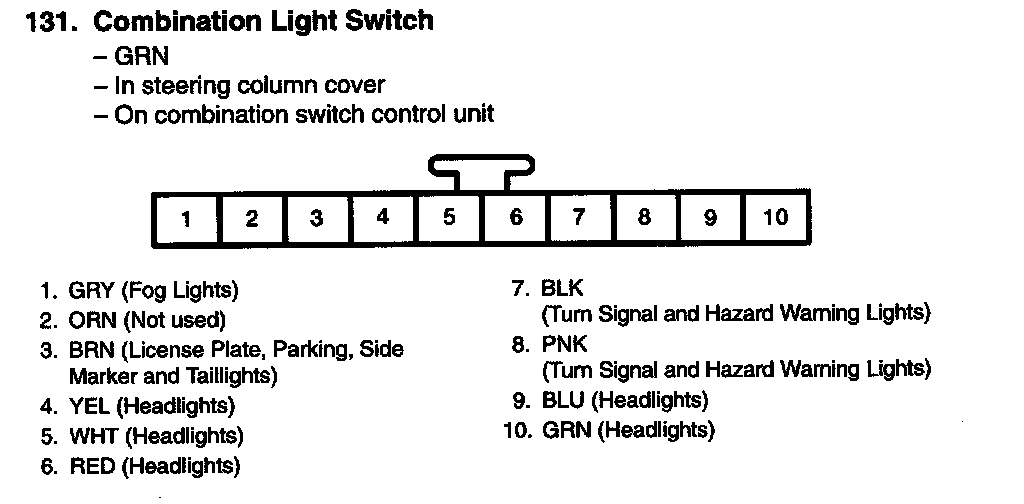 131. Combination Light Switch
– GRN
– In steering column cover
– On combination switch control unit
1 2 3 4 5 6 7 8 9 10
1. GRY (Fog Lights)
2. ORN (Not used)
3. BRN (License Plate, Parking, Side
Marker and Taillights)
4. YEL (Headlights)
5. WHT (Headlights)
6. RED (Headlights)
7. BLK
(Turn Signal and Hazard Warning Lights)
8. PNK
(Turn Signal and Hazard Warning Lights)
9. BLU (Headlights)
10. GRN (Headlights)